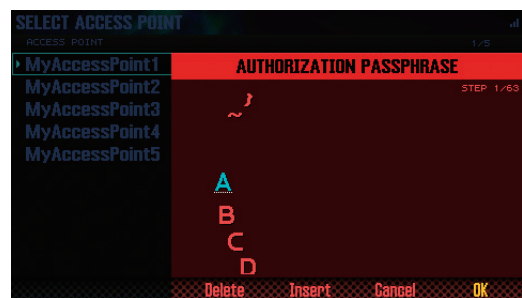 SELECT ACCESS POINT
ACCESS POINT 1/5
MyAccessPoint1
MyAccessPoint2
MyAccessPoint3
MyAccessPoint4
MyAccessPoint5
AUTHORIZATION PASSPHRASE
STEP 1/63
}
~
A
B
C
D
Delete Insert Cancel OK